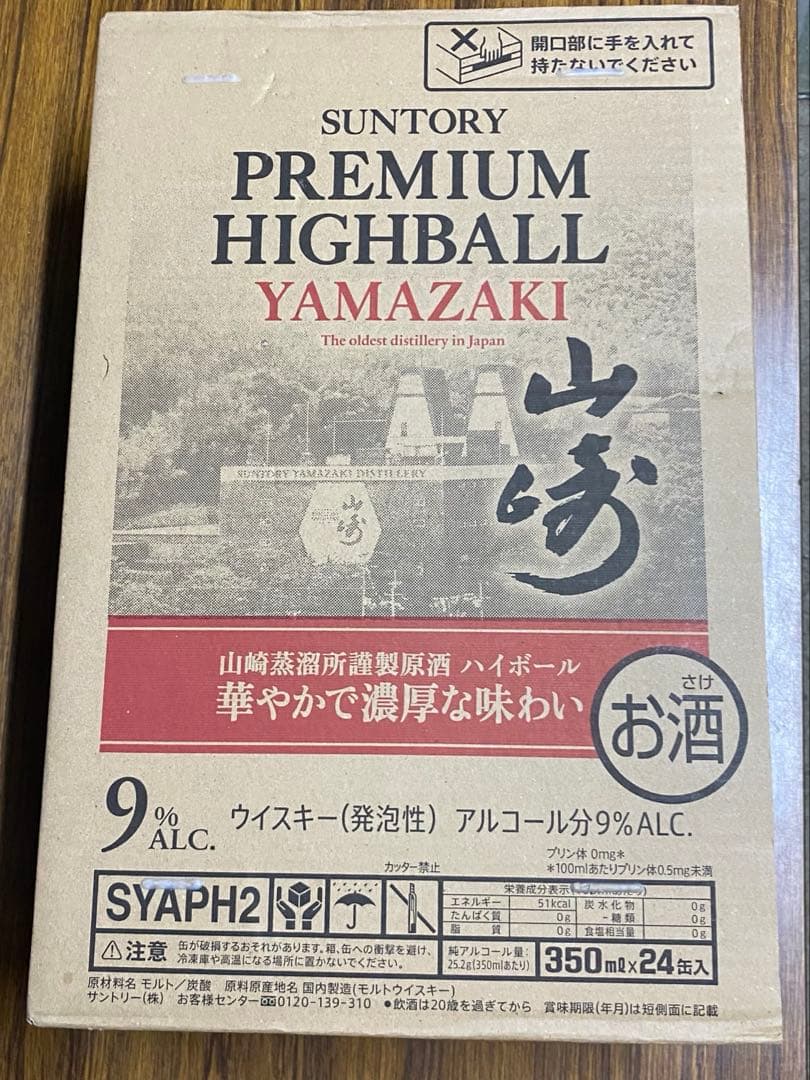 開口部に手を入れて
持たないでください
SUNTORY
PREMIUM
HIGHBALL
YAMAZAKI
The oldest distillery in Japan
山崎
SUNTORY YAMAZAKI DISTILLERY
山崎
山崎蒸溜所謹製原酒 ハイボール
華やかで濃厚な味わい
さけ
お酒
9%
ALC.
ウイスキー(発泡性) アルコール分9%ALC.
プリン体 0mg*
*100mlあたりプリン体0.5mg未満
カッター禁止
SYAPH2
栄養成分表示
エネルギー 51kcal 炭水化物 0g
たんぱく質 0g -糖類 0g
脂質 0g 食塩相当量 0g
⚠注意 缶が破損するおそれがあります。箱、缶への衝撃を避け、
冷凍庫や高温になる場所に置かないでください。
純アルコール量:
25.2g(350mlあたり)
350ml×24缶入
原材料名 モルト/炭酸 原料原産地名 国内製造(モルトウイスキー)
サントリー(株) お客様センター 0120-139-310 ●飲酒は20歳を過ぎてから 賞味期限(年月)は短側面に記載